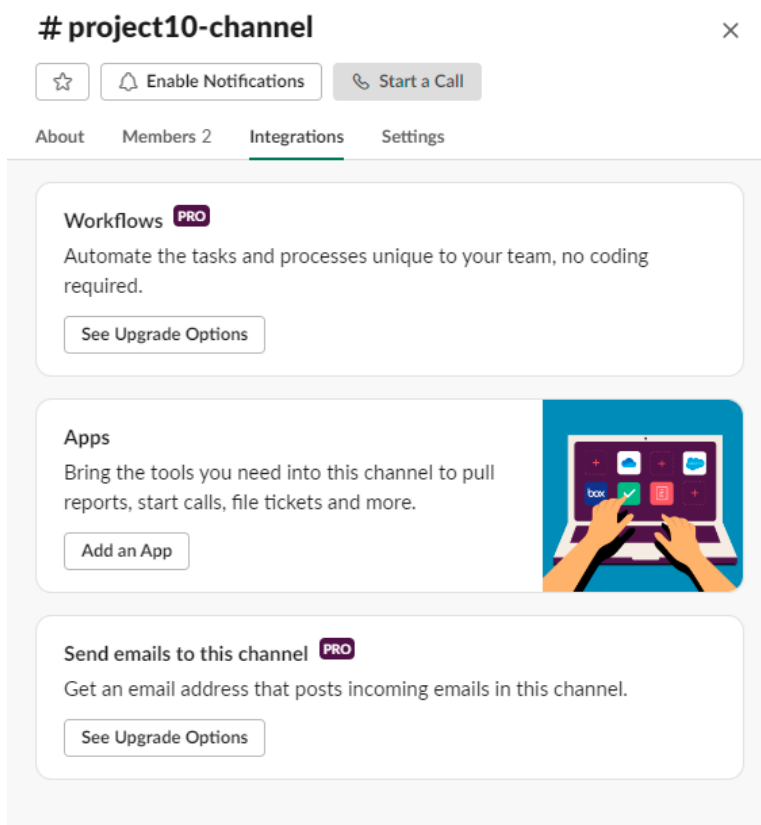 # project10-channel
Enable Notifications
Start a Call
About
Members 2
Integrations
Settings
Workflows PRO
Automate the tasks and processes unique to your team, no coding
required.
See Upgrade Options
Apps
Bring the tools you need into this channel to pull
reports, start calls, file tickets and more.
box
Add an App
Send emails to this channel PRO
Get an email address that posts incoming emails in this channel.
See Upgrade Options